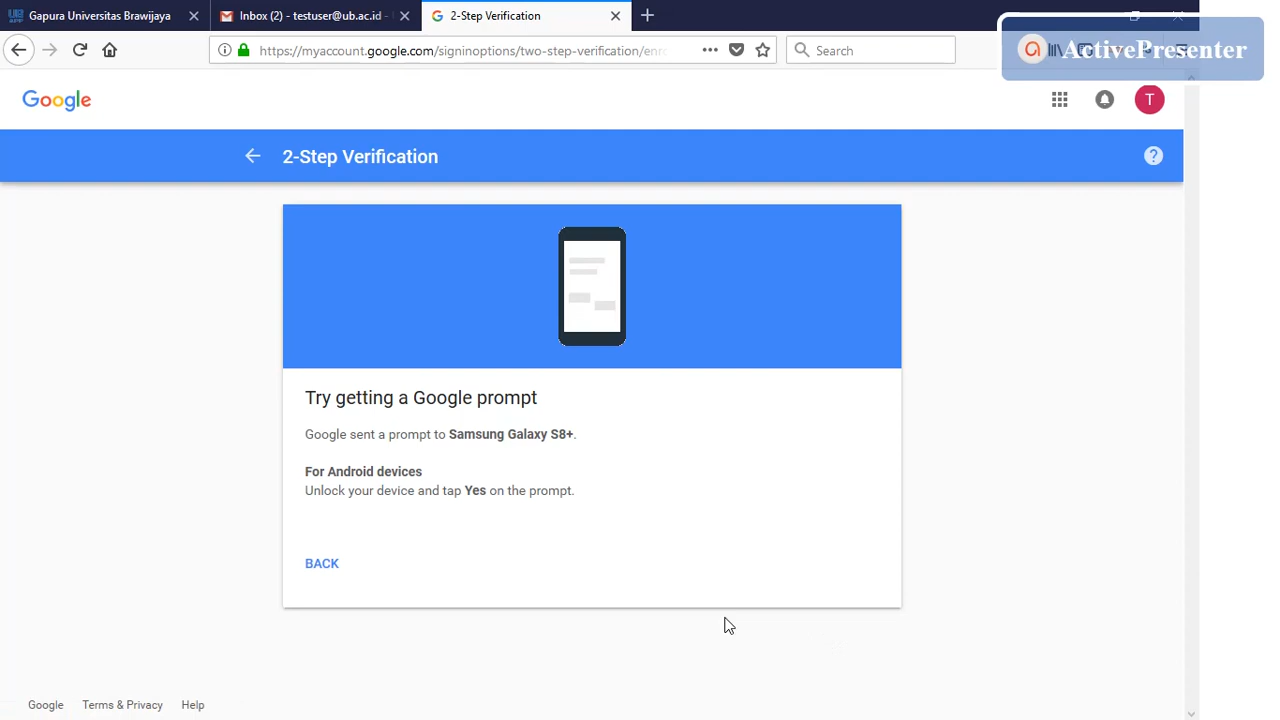 Gapura Universitas Brawijaya
Inbox (2) - testuser@ub.ac.id -
2-Step Verification
https://myaccount.google.com/signinoptions/two-step-verification/enro
Search
ActivePresenter
Google
T
2-Step Verification
?
Try getting a Google prompt
Google sent a prompt to Samsung Galaxy S8+.
For Android devices
Unlock your device and tap Yes on the prompt.
BACK
Google Terms & Privacy Help